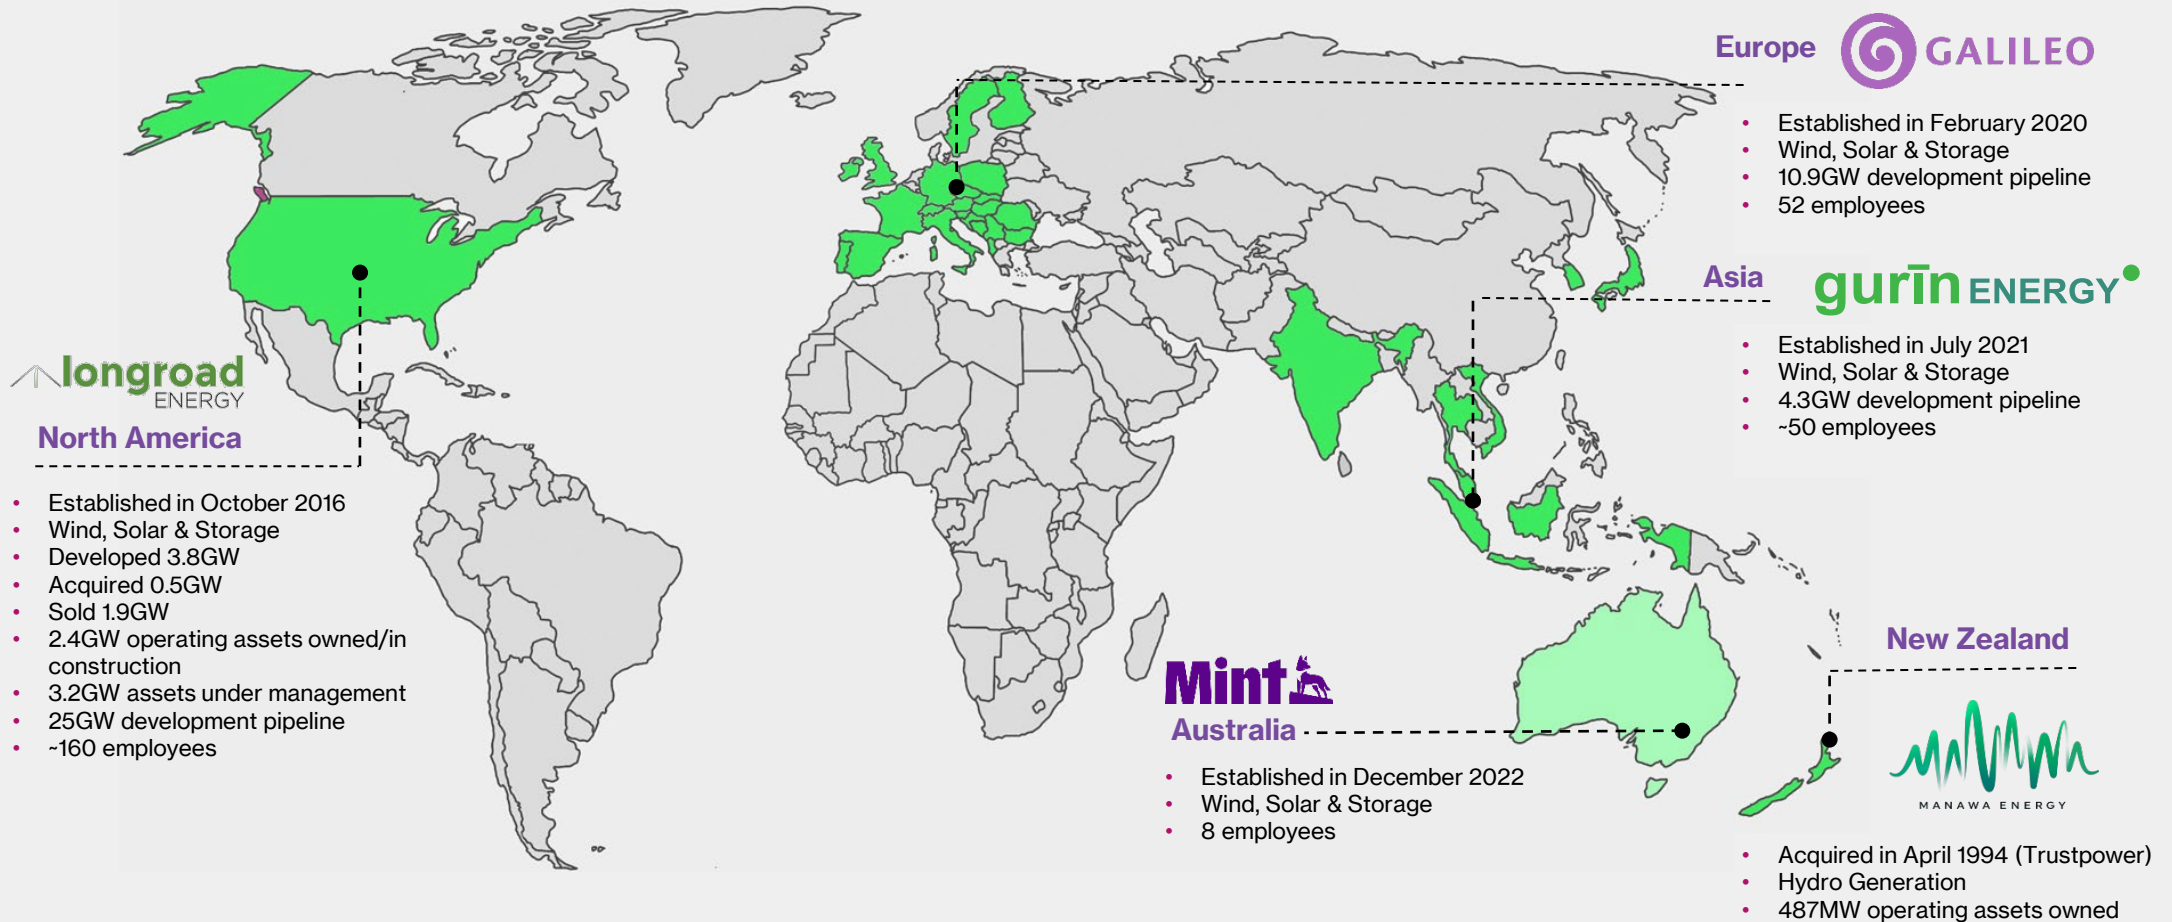 Europe
GALILEO
• Established in February 2020
• Wind, Solar & Storage
• 10.9GW development pipeline
• 52 employees
Asia
gurīn ENERGY
• Established in July 2021
• Wind, Solar & Storage
• 4.3GW development pipeline
• ~50 employees
longroad
ENERGY
North America
• Established in October 2016
• Wind, Solar & Storage
• Developed 3.8GW
• Acquired 0.5GW
• Sold 1.9GW
• 2.4GW operating assets owned/in
construction
• 3.2GW assets under management
• 25GW development pipeline
• ~160 employees
Mint
Australia
• Established in December 2022
• Wind, Solar & Storage
• 8 employees
New Zealand
MANAWA ENERGY
• Acquired in April 1994 (Trustpower)
• Hydro Generation
• 487MW operating assets owned